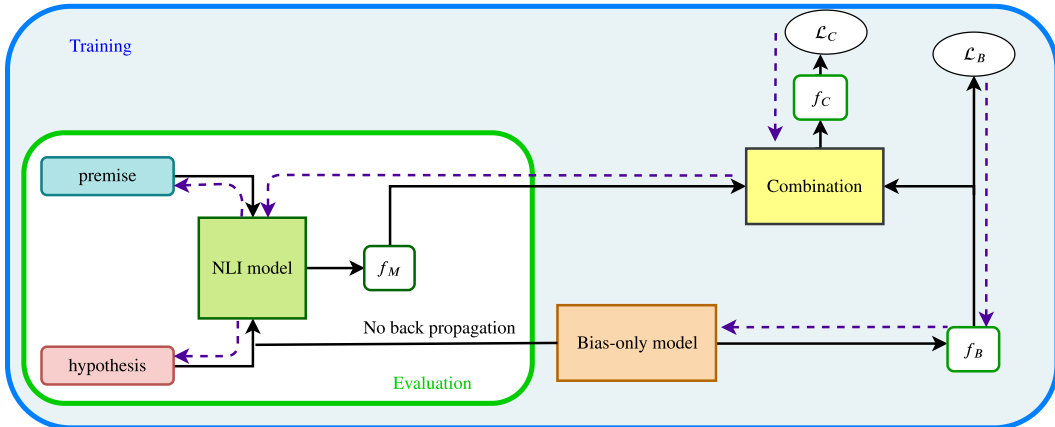 Training
ℒ_C
ℒ_B
f_C
premise
Combination
NLI model
f_M
No back propagation
Bias-only model
f_B
hypothesis
Evaluation